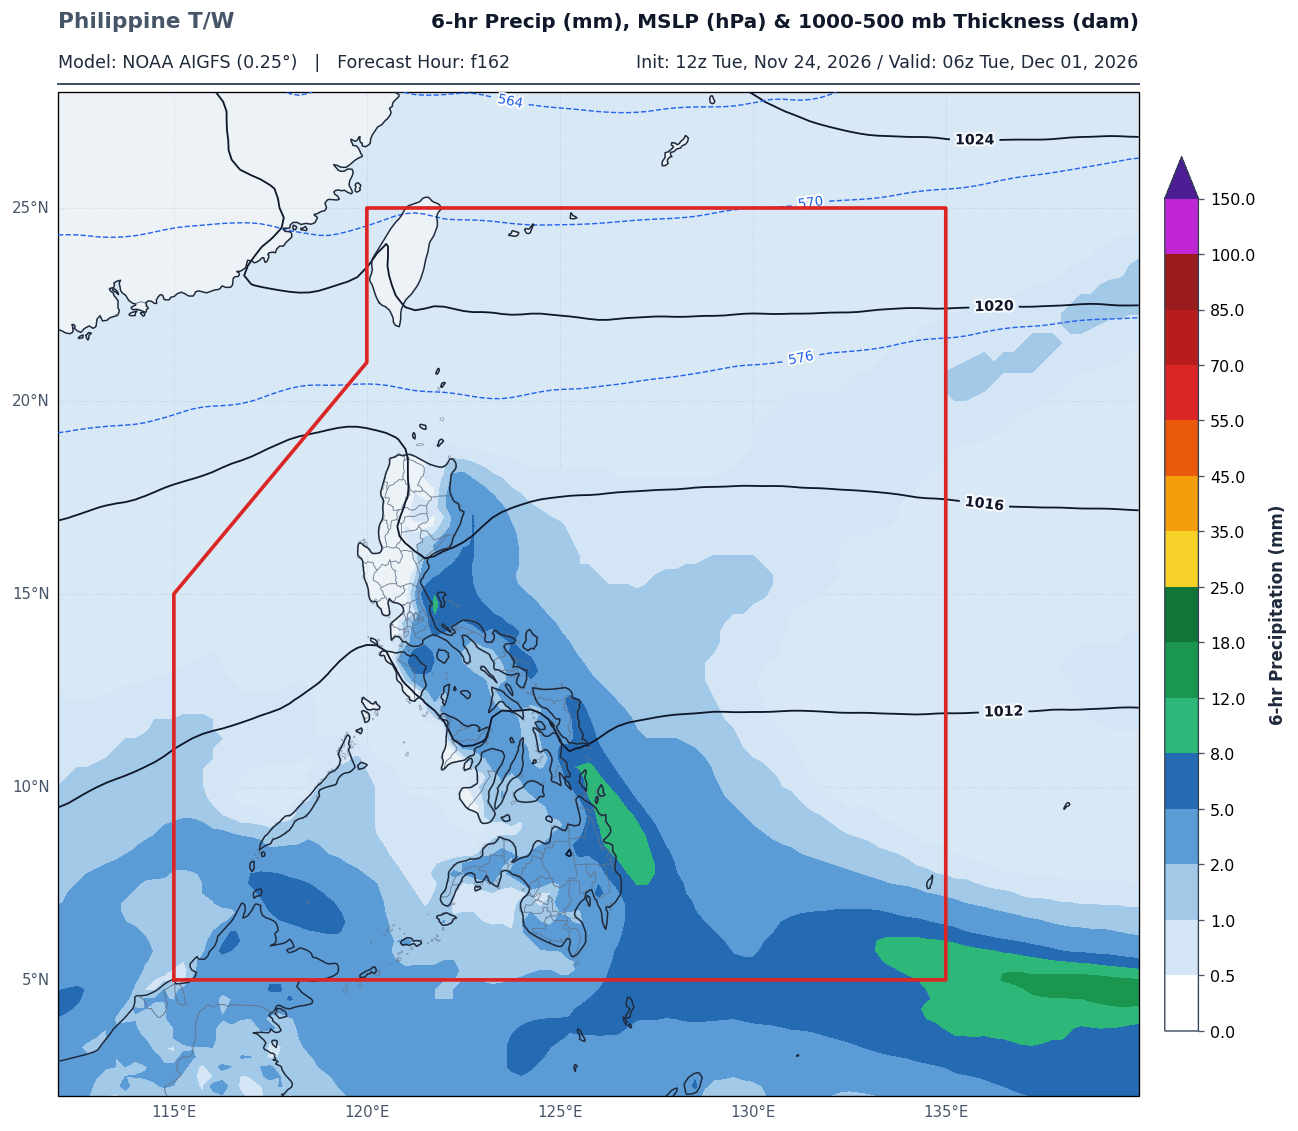 Philippine T/W
6-hr Precip (mm), MSLP (hPa) & 1000-500 mb Thickness (dam)
Model: NOAA AIGFS (0.25°) | Forecast Hour: f162
Init: 12z Tue, Nov 24, 2026 / Valid: 06z Tue, Dec 01, 2026
564
1024
570
25°N
1020
576
20°N
1016
15°N
1012
10°N
5°N
115°E
120°E
125°E
130°E
135°E
150.0
100.0
85.0
70.0
55.0
45.0
35.0
25.0
18.0
12.0
8.0
5.0
2.0
1.0
0.5
0.0
6-hr Precipitation (mm)